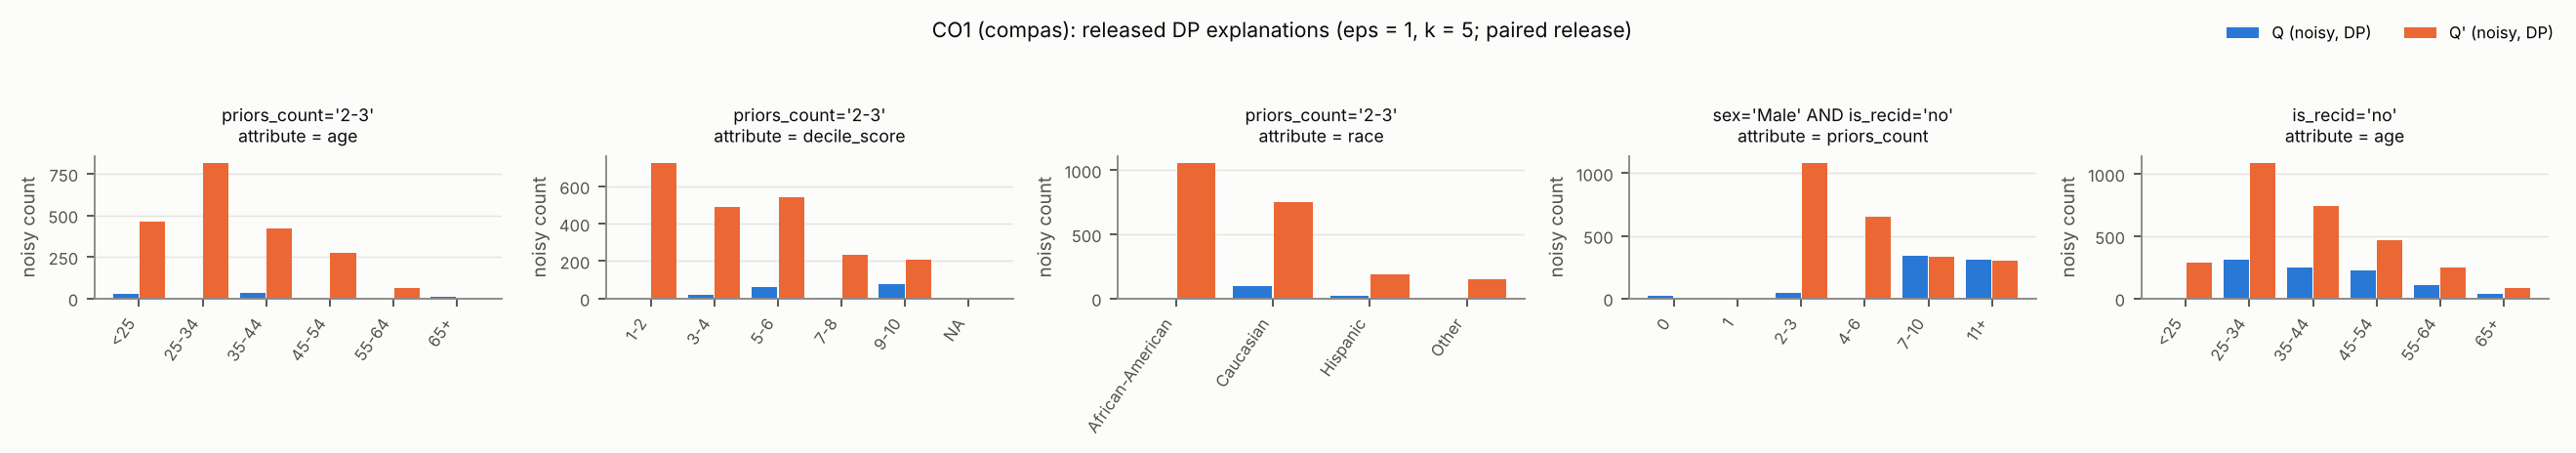 CO1 (compas): released DP explanations (eps = 1, k = 5; paired release)
Q (noisy, DP)
Q' (noisy, DP)
priors_count='2-3'
attribute = age
noisy count
750
500
250
0
<25
25-34
35-44
45-54
55-64
65+
priors_count='2-3'
attribute = decile_score
noisy count
600
400
200
0
1-2
3-4
5-6
7-8
9-10
NA
priors_count='2-3'
attribute = race
noisy count
1000
500
0
African-American
Caucasian
Hispanic
Other
sex='Male' AND is_recid='no'
attribute = priors_count
noisy count
1000
500
0
0
1
2-3
4-6
7-10
11+
is_recid='no'
attribute = age
noisy count
1000
500
0
<25
25-34
35-44
45-54
55-64
65+